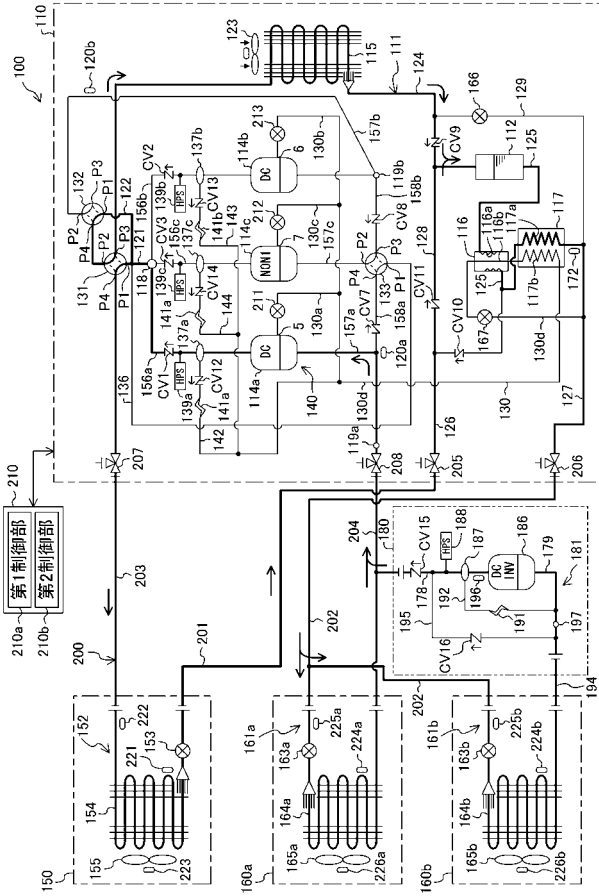 110
100
120b
123
115
111
124
166
129
CV9
112
125
213
130b
157b
132
P3
P2
P1
P4
122
CV2
156b
139b
HPS
137b
CV13
114b
DC
6
119b
158b
131
P2
P3
P4
P1
121
118
CV3
156c
139c
HPS
137c
141b
143
212
130c
114c
NON1
7
157c
CV8
128
116
116a
116b
117a
117
117b
125
172
136
156a
CV1
139a
HPS
137a
CV14
141a
144
CV12
141a
142
211
130a
114a
DC
5
140
157a
P2
P4
P3
P1
133
CV7
158a
120a
CV11
CV10
167
130d
130d
119a
126
130
127
207
208
205
206
210
第1制御部
第2制御部
210a
210b
203
200
201
204
202
202
180
CV15
188
HPS
187
186
DC
INV
179
178
192
196
195
191
CV16
181
197
194
150
152
222
153
221
154
155
223
160a
161a
225a
163a
224a
164a
165a
226a
160b
161b
225b
163b
224b
164b
165b
226b